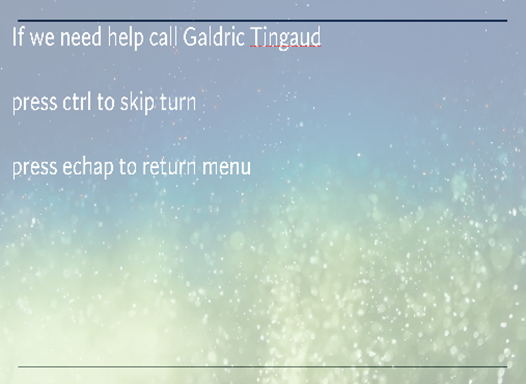 If we need help call Galdric Tingaud
press ctrl to skip turn
press echap to return menu